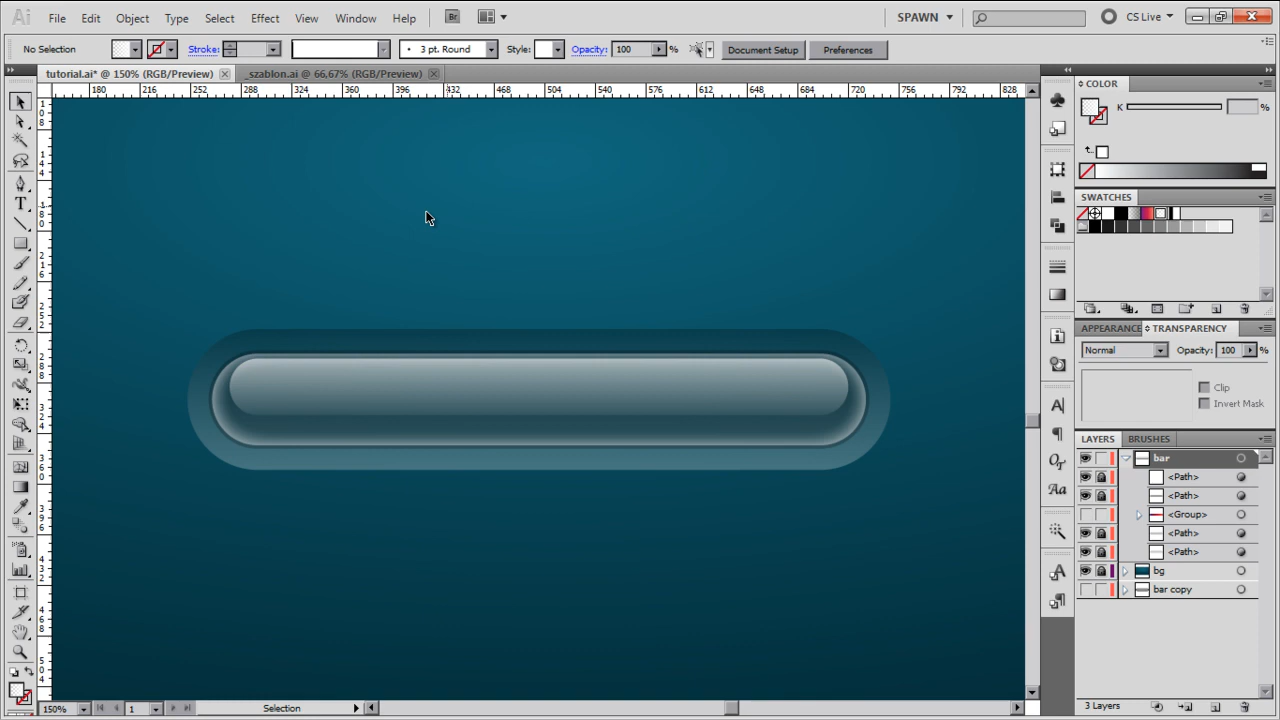 Ai File Edit Object Type Select Effect View Window Help Br SPAWN CS Live
No Selection Stroke: 3 pt. Round Style: Opacity: 100 % Document Setup Preferences
tutorial.ai* @ 150% (RGB/Preview) _szablon.ai @ 66,67% (RGB/Preview)
180 216 252 288 324 360 396 432 468 504 540 576 612 648 684 720 756 792 828
COLOR
K %
SWATCHES
APPEARANCE TRANSPARENCY
Normal Opacity: 100 %
Clip
Invert Mask
LAYERS BRUSHES
bar
<Path>
<Path>
<Group>
<Path>
<Path>
bg
bar copy
150% 1 Selection 3 Layers